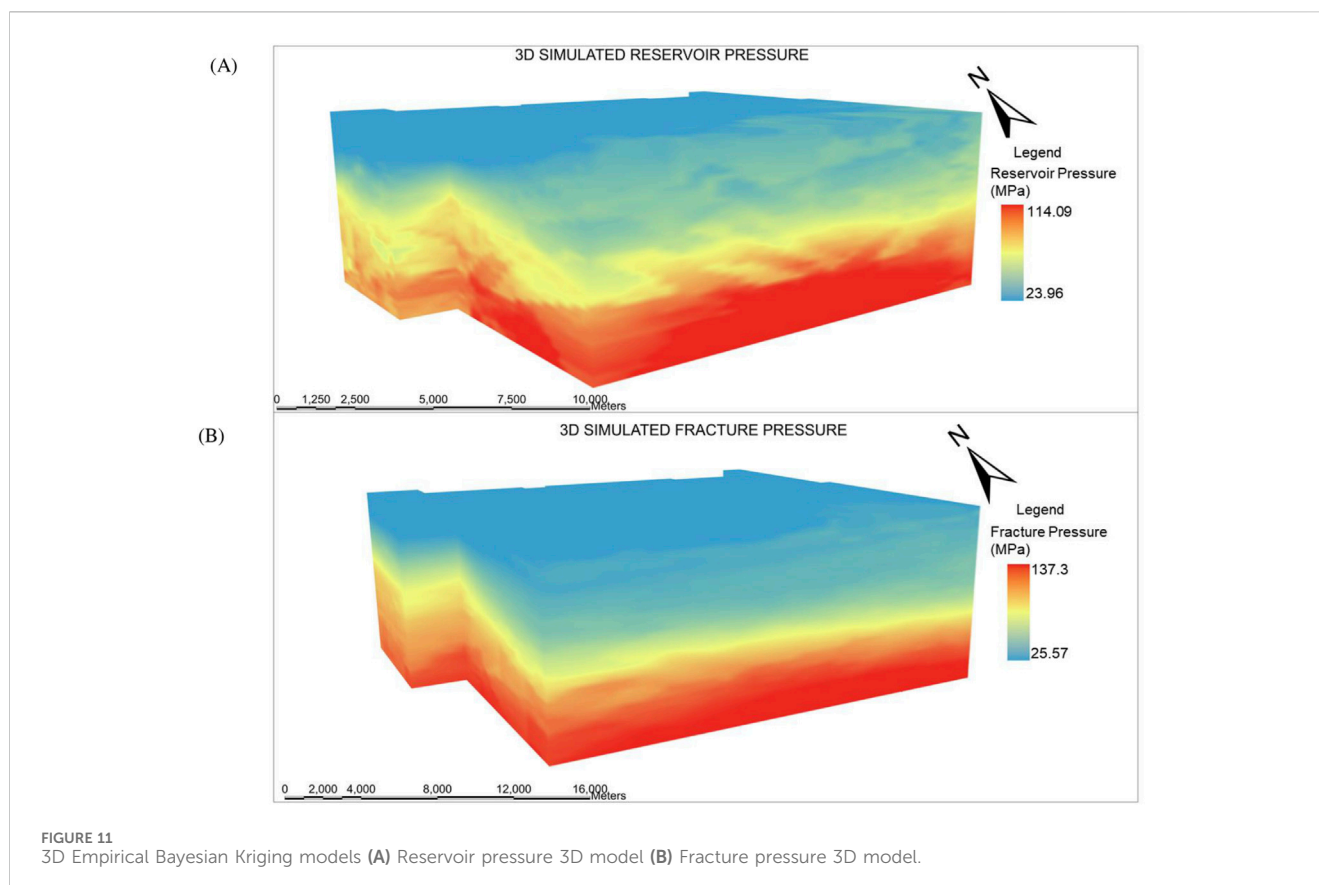 (A)
3D SIMULATED RESERVOIR PRESSURE
N
Legend
Reservoir Pressure
(MPa)
114.09
23.96
0 1,250 2,500 5,000 7,500 10,000
Meters
(B)
3D SIMULATED FRACTURE PRESSURE
N
Legend
Fracture Pressure
(MPa)
137.3
25.57
0 2,000 4,000 8,000 12,000 16,000
Meters
FIGURE 11
3D Empirical Bayesian Kriging models (A) Reservoir pressure 3D model (B) Fracture pressure 3D model.